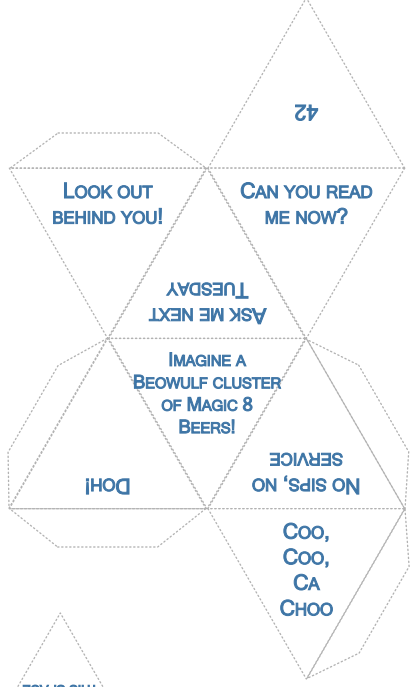 42
LOOK OUT
BEHIND YOU!
CAN YOU READ
ME NOW?
ASK ME NEXT
TUESDAY
IMAGINE A
BEOWULF CLUSTER
OF MAGIC 8
BEERS!
DOH!
NO SIPS, NO
SERVICE
COO,
COO,
CA
CHOO